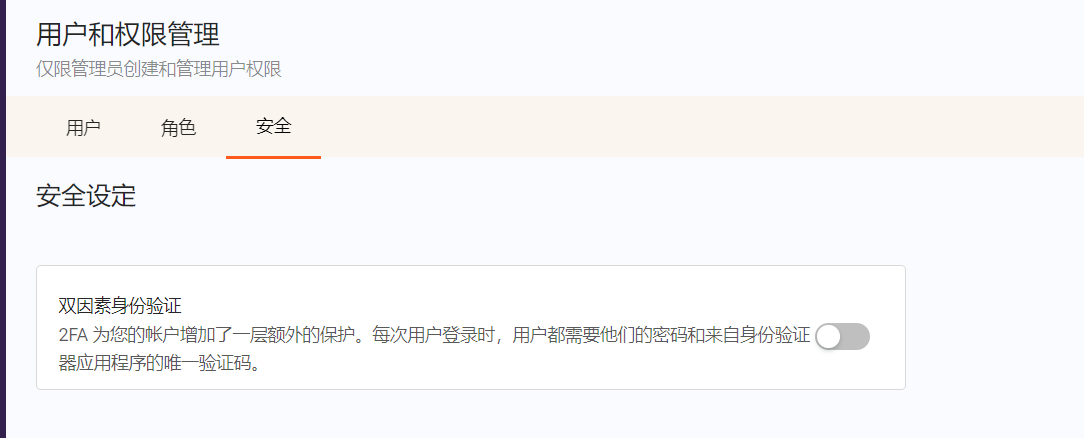 用户和权限管理
仅限管理员创建和管理用户权限
用户
角色
安全
安全设定
双因素身份验证
2FA 为您的帐户增加了一层额外的保护。每次用户登录时，用户都需要他们的密码和来自身份验证
器应用程序的唯一验证码。